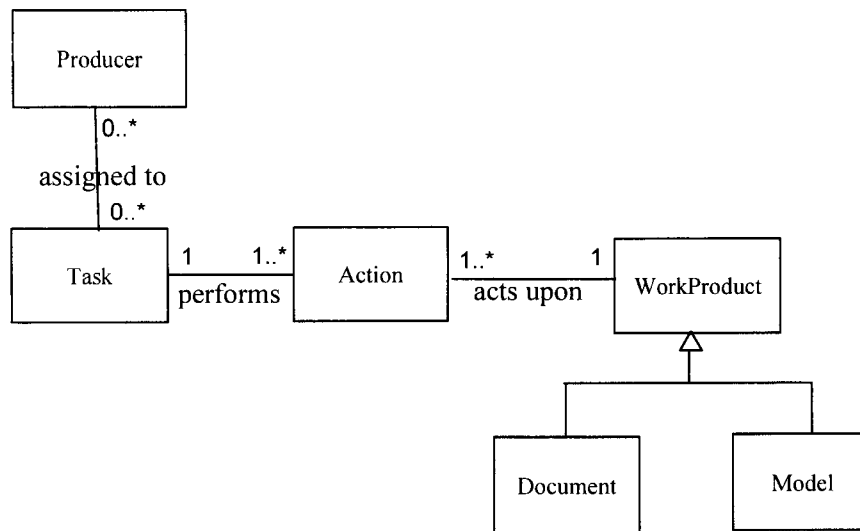 Producer
0..*
assigned to
0..*
Task
1
1..*
performs
Action
1..*
1
acts upon
WorkProduct
Document
Model